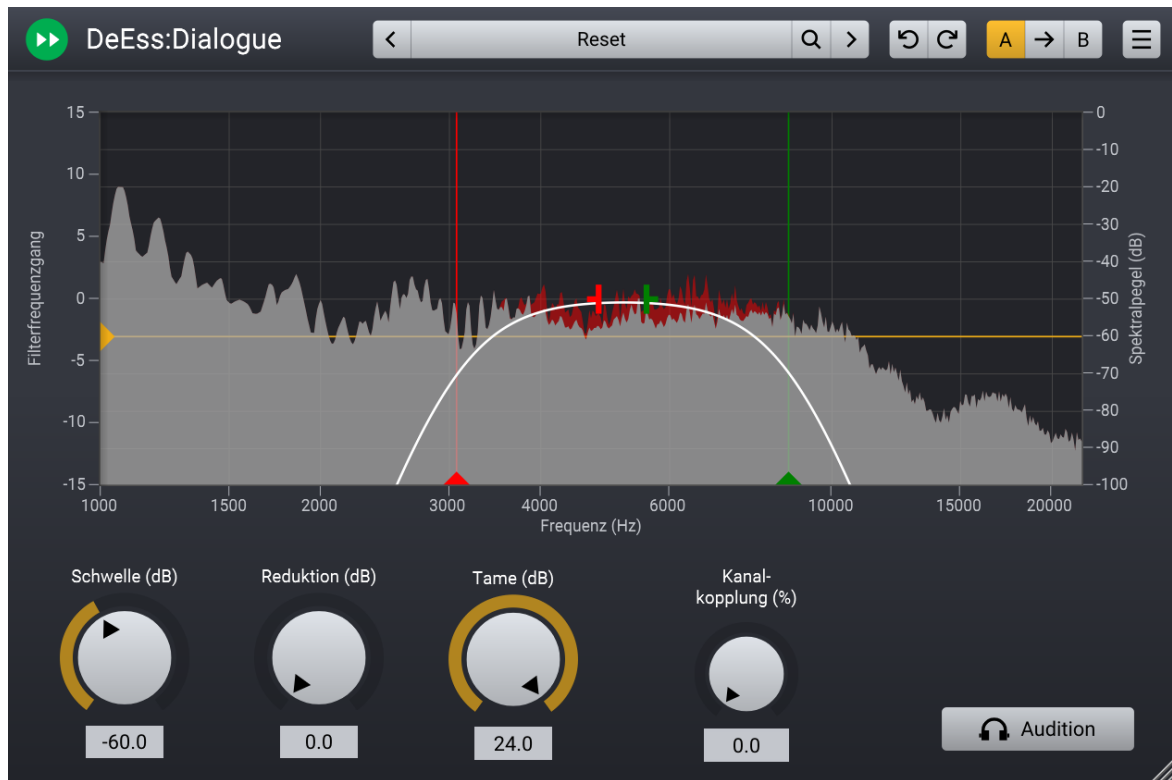 DeEss:Dialogue
Reset
A
B
15
10
5
0
-5
-10
-15
Filterfrequenzgang
0
-10
-20
-30
-40
-50
-60
-70
-80
-90
-100
Spektralpegel (dB)
1000
1500
2000
3000
4000
6000
10000
15000
20000
Frequenz (Hz)
Schwelle (dB)
Reduktion (dB)
Tame (dB)
Kanal-
kopplung (%)
-60.0
0.0
24.0
0.0
Audition